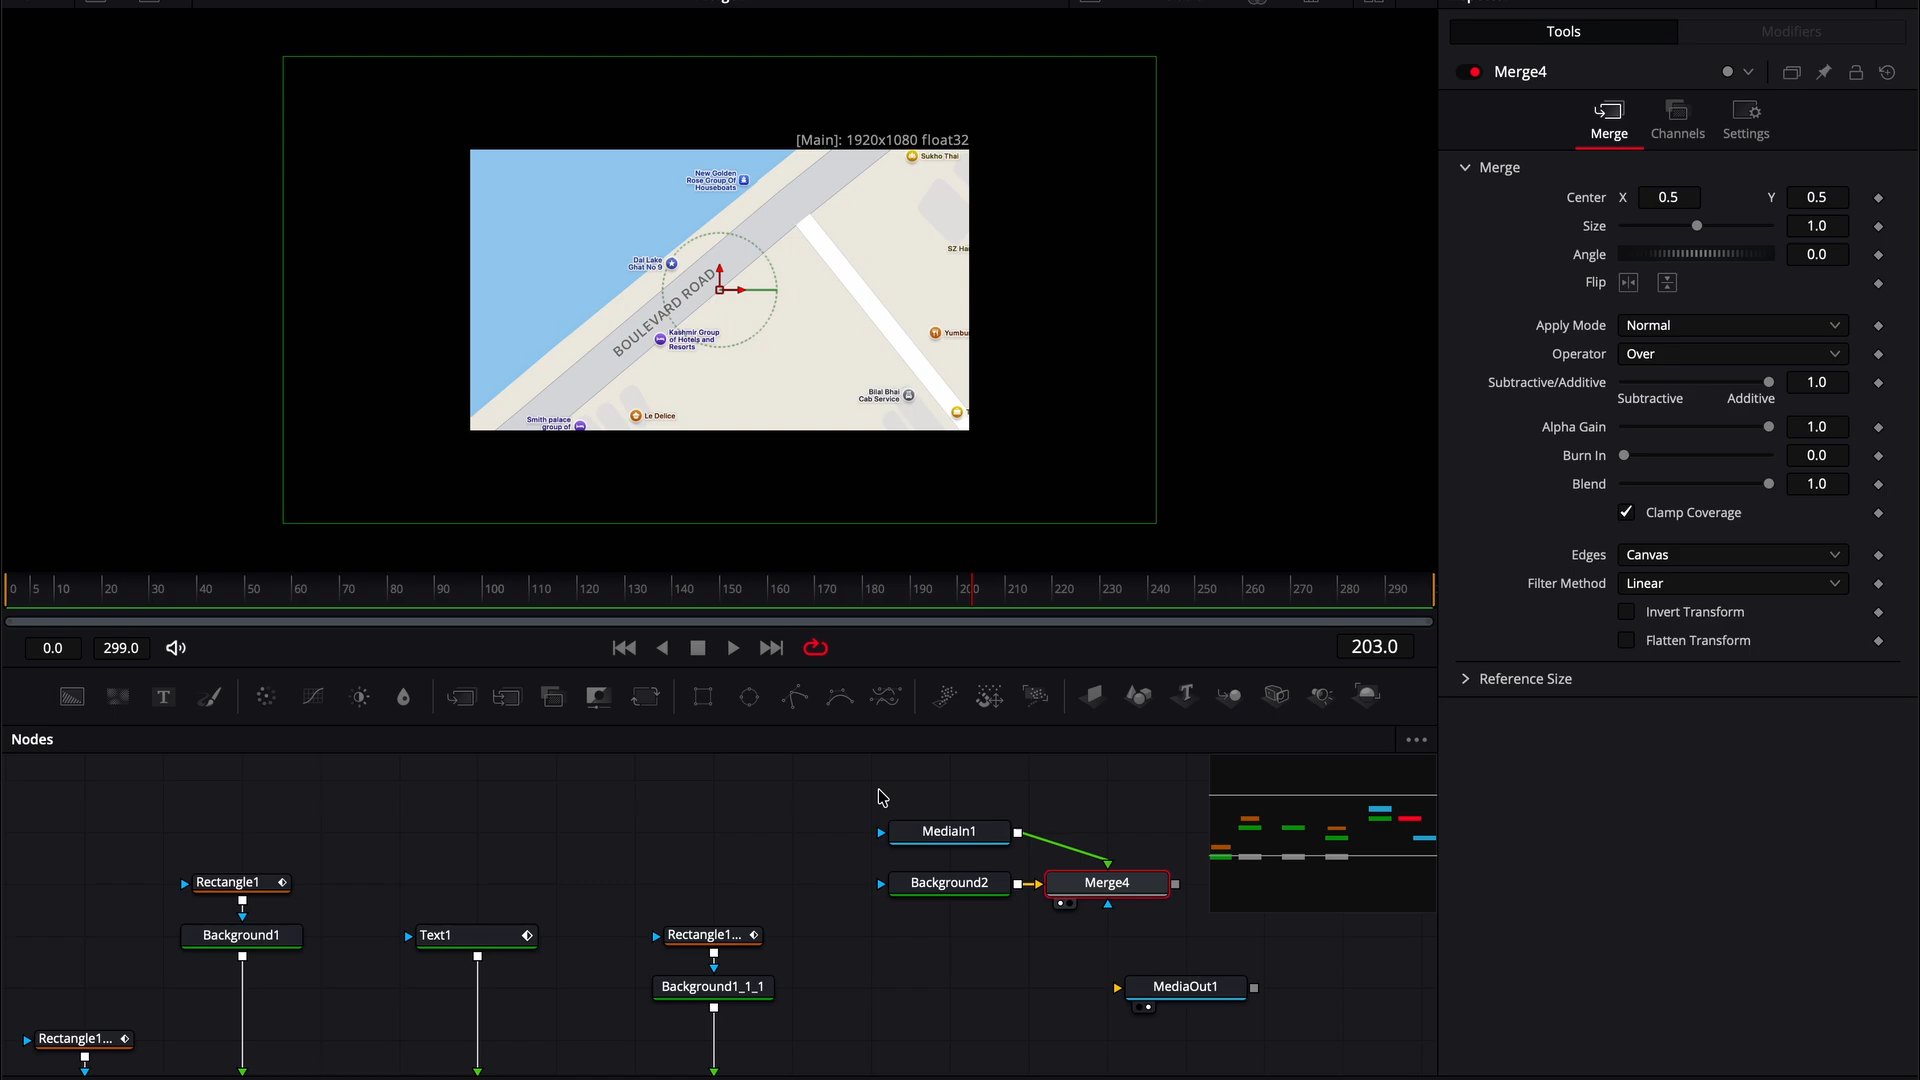 Tools
Modifiers
Merge4
Merge
Channels
Settings
Merge
Center X 0.5 Y 0.5
Size 1.0
Angle 0.0
Flip
Apply Mode Normal
Operator Over
Subtractive/Additive 1.0
Subtractive Additive
Alpha Gain 1.0
Burn In 0.0
Blend 1.0
Clamp Coverage
Edges Canvas
Filter Method Linear
Invert Transform
Flatten Transform
Reference Size
[Main]: 1920x1080 float32
Sukho Thai
New Golden
Rose Group Of
Houseboats
SZ Ha
Dal Lake
Ghat No 9
BOULEVARD ROAD
Kashmir Group
of Hotels and
Resorts
Yumbu
Bilal Bhai
Cab Service
Le Delice
Smith palace
group of
0 5 10 20 30 40 50 60 70 80 90 100 110 120 130 140 150 160 170 180 190 200 210 220 230 240 250 260 270 280 290
0.0 299.0
203.0
Nodes
MediaIn1
Rectangle1
Background2
Merge4
Background1
Text1
Rectangle1...
Background1_1_1
MediaOut1
Rectangle1...